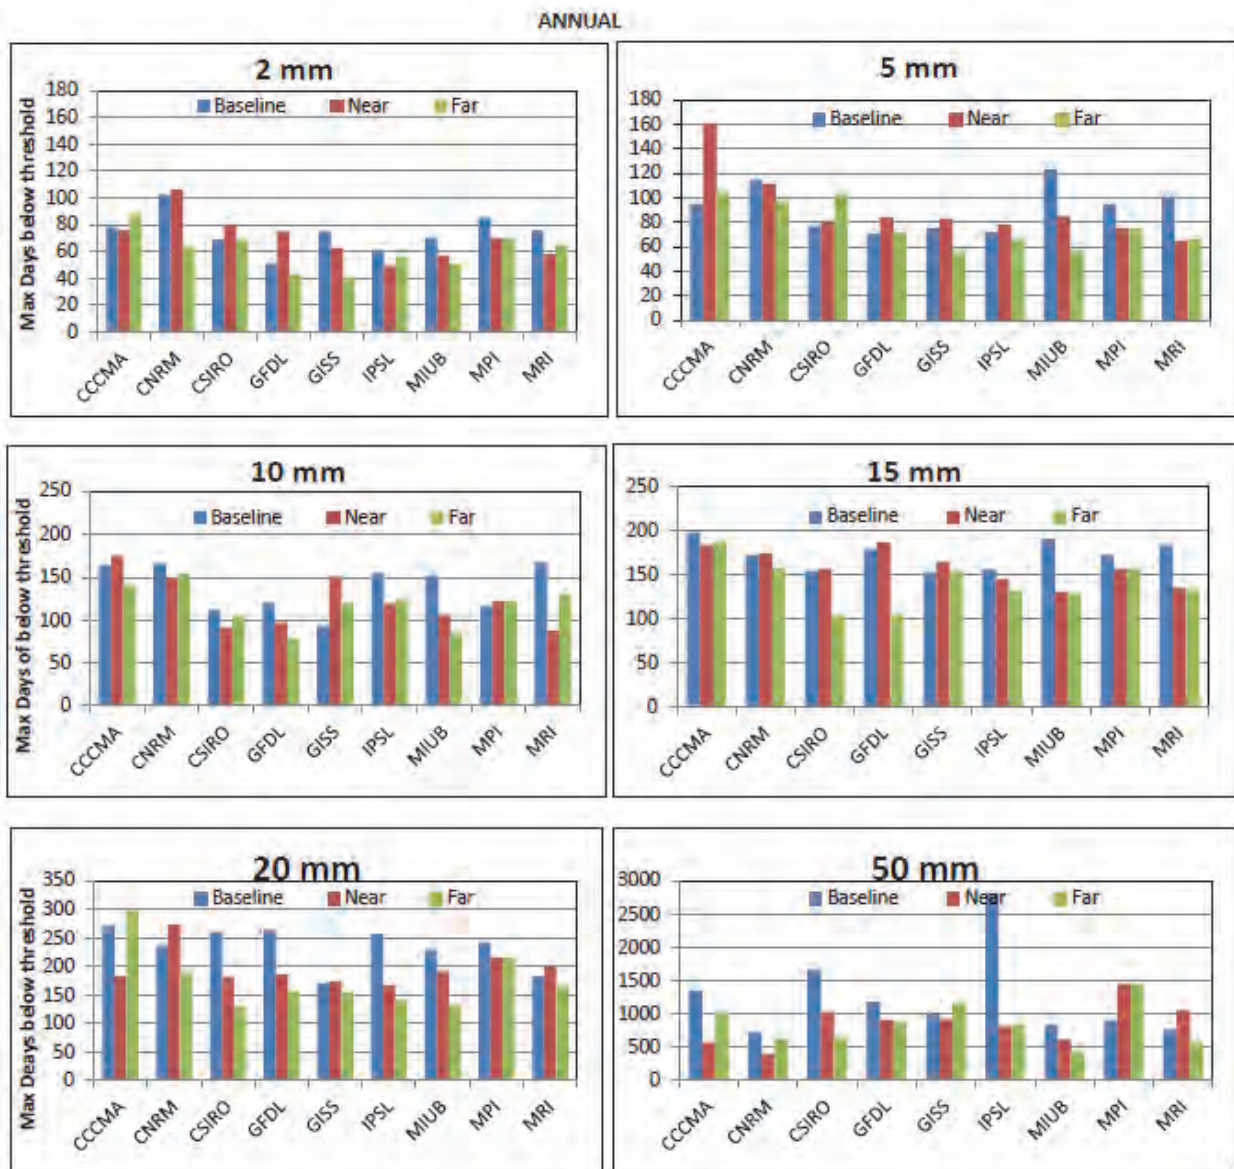 ANNUAL
2 mm
Max Days below threshold
180
160
140
120
100
80
60
40
20
0
Baseline Near Far
CCCMA CNRM CSIRO GFDL GISS IPSL MIUB MPI MRI
5 mm
180
160
140
120
100
80
60
40
20
0
Baseline Near Far
CCCMA CNRM CSIRO GFDL GISS IPSL MIUB MPI MRI
10 mm
Max Days of below threshold
250
200
150
100
50
0
Baseline Near Far
CCCMA CNRM CSIRO GFDL GISS IPSL MIUB MPI MRI
15 mm
250
200
150
100
50
0
Baseline Near Far
CCCMA CNRM CSIRO GFDL GISS IPSL MIUB MPI MRI
20 mm
Max Deays below threshold
350
300
250
200
150
100
50
0
Baseline Near Far
CCCMA CNRM CSIRO GFDL GISS IPSL MIUB MPI MRI
50 mm
3000
2500
2000
1500
1000
500
0
Baseline Near Far
CCCMA CNRM CSIRO GFDL GISS IPSL MIUB MPI MRI